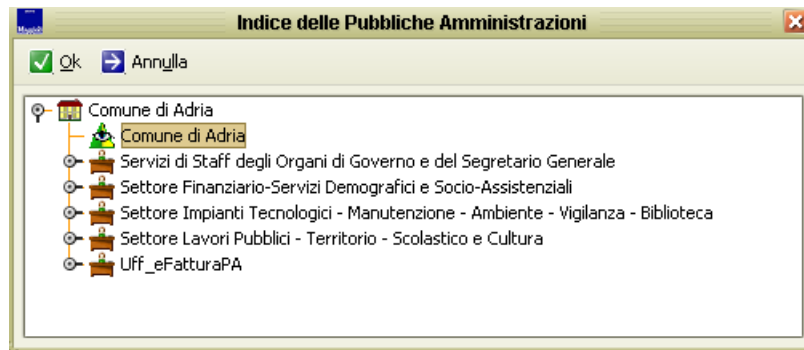 Indice delle Pubbliche Amministrazioni
Ok Annulla
Comune di Adria
Comune di Adria
Servizi di Staff degli Organi di Governo e del Segretario Generale
Settore Finanziario-Servizi Demografici e Socio-Assistenziali
Settore Impianti Tecnologici - Manutenzione - Ambiente - Vigilanza - Biblioteca
Settore Lavori Pubblici - Territorio - Scolastico e Cultura
Uff_eFatturaPA